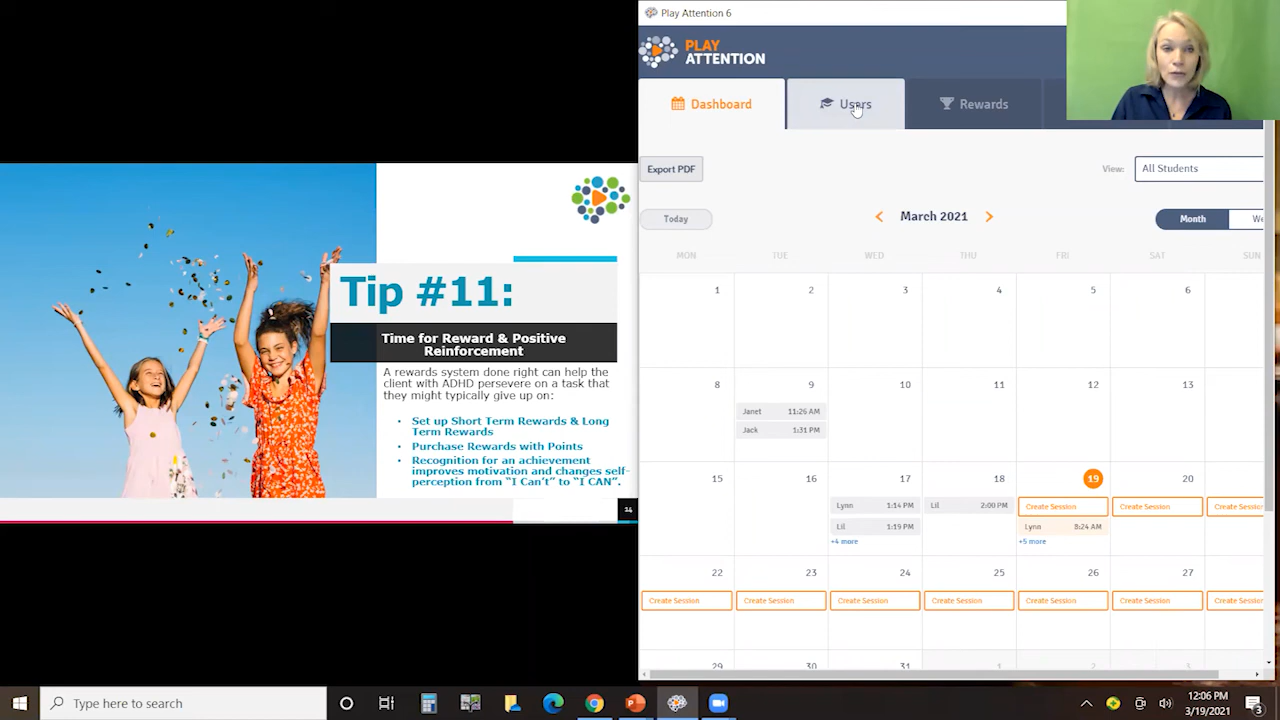 Play Attention 6
PLAY
ATTENTION
Dashboard
Users
Rewards
Export PDF
View:
All Students
Today
March 2021
Month
MON
TUE
WED
THU
FRI
SAT
SUN
1
2
3
4
5
6
8
9
10
11
12
13
Janet 11:26 AM
Jack 1:31 PM
15
16
17
18
19
20
Lynn 1:14 PM
Lil 2:00 PM
Create Session
Create Session
Lil 1:19 PM
Lynn 8:24 AM
+4 more
+5 more
22
23
24
25
26
27
Create Session
Create Session
Create Session
Create Session
Create Session
Create Session
29
30
31
1
2
3
Tip #11:
Time for Reward & Positive
Reinforcement
A rewards system done right can help the
client with ADHD persevere on a task that
they might typically give up on:
• Set up Short Term Rewards & Long
Term Rewards
• Purchase Rewards with Points
• Recognition for an achievement
improves motivation and changes self-
perception from “I Can’t” to “I CAN”.
14
Type here to search
12:06 PM
3/19/2021
3